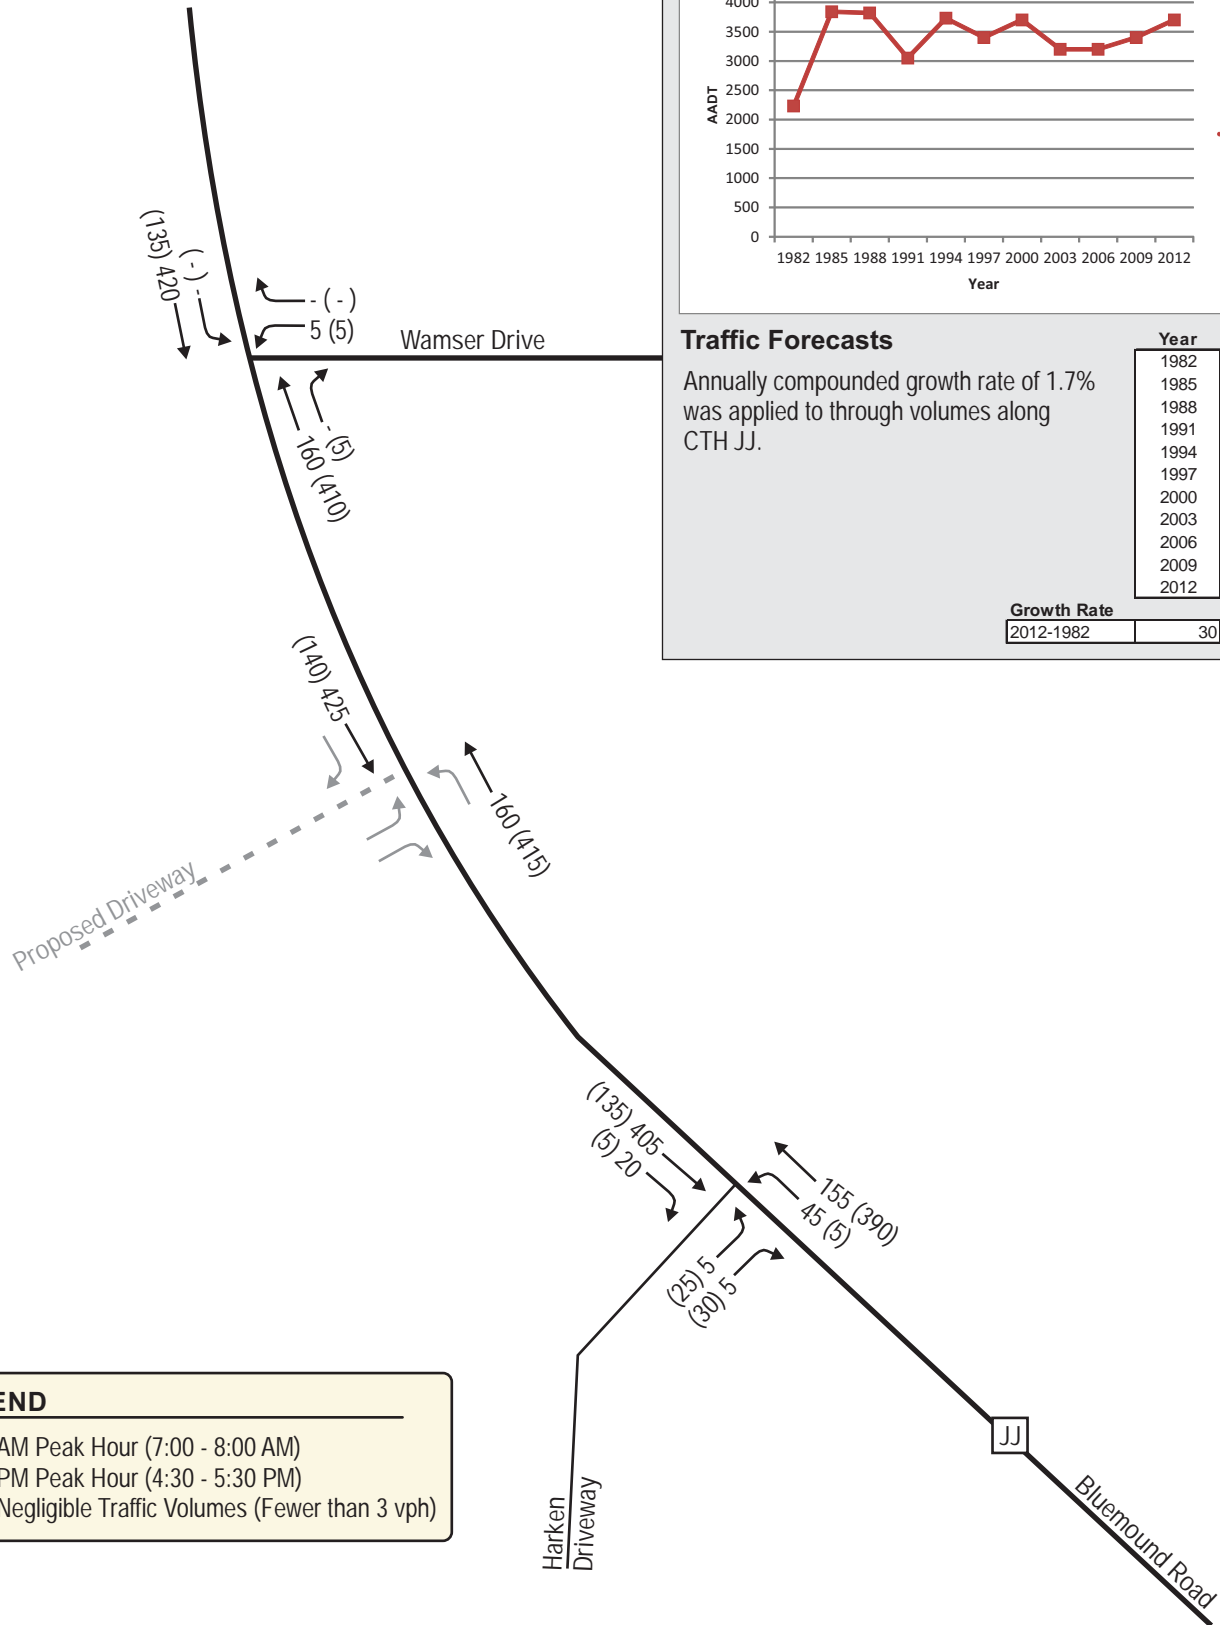 4000
3500
3000
2500
2000
1500
1000
500
0
AADT
1982 1985 1988 1991 1994 1997 2000 2003 2006 2009 2012
Year
Traffic Forecasts
Annually compounded growth rate of 1.7%
was applied to through volumes along
CTH JJ.
Year
1982
1985
1988
1991
1994
1997
2000
2003
2006
2009
2012
Growth Rate
2012-1982 30
(135) 420
( - ) -
- ( - )
5 (5)
Wamser Drive
- (5)
160 (410)
(140) 425
160 (415)
Proposed Driveway
(135) 405
(5) 20
155 (390)
45 (5)
(25) 5
(30) 5
Harken
Driveway
JJ
Bluemound Road
END
AM Peak Hour (7:00 - 8:00 AM)
PM Peak Hour (4:30 - 5:30 PM)
Negligible Traffic Volumes (Fewer than 3 vph)